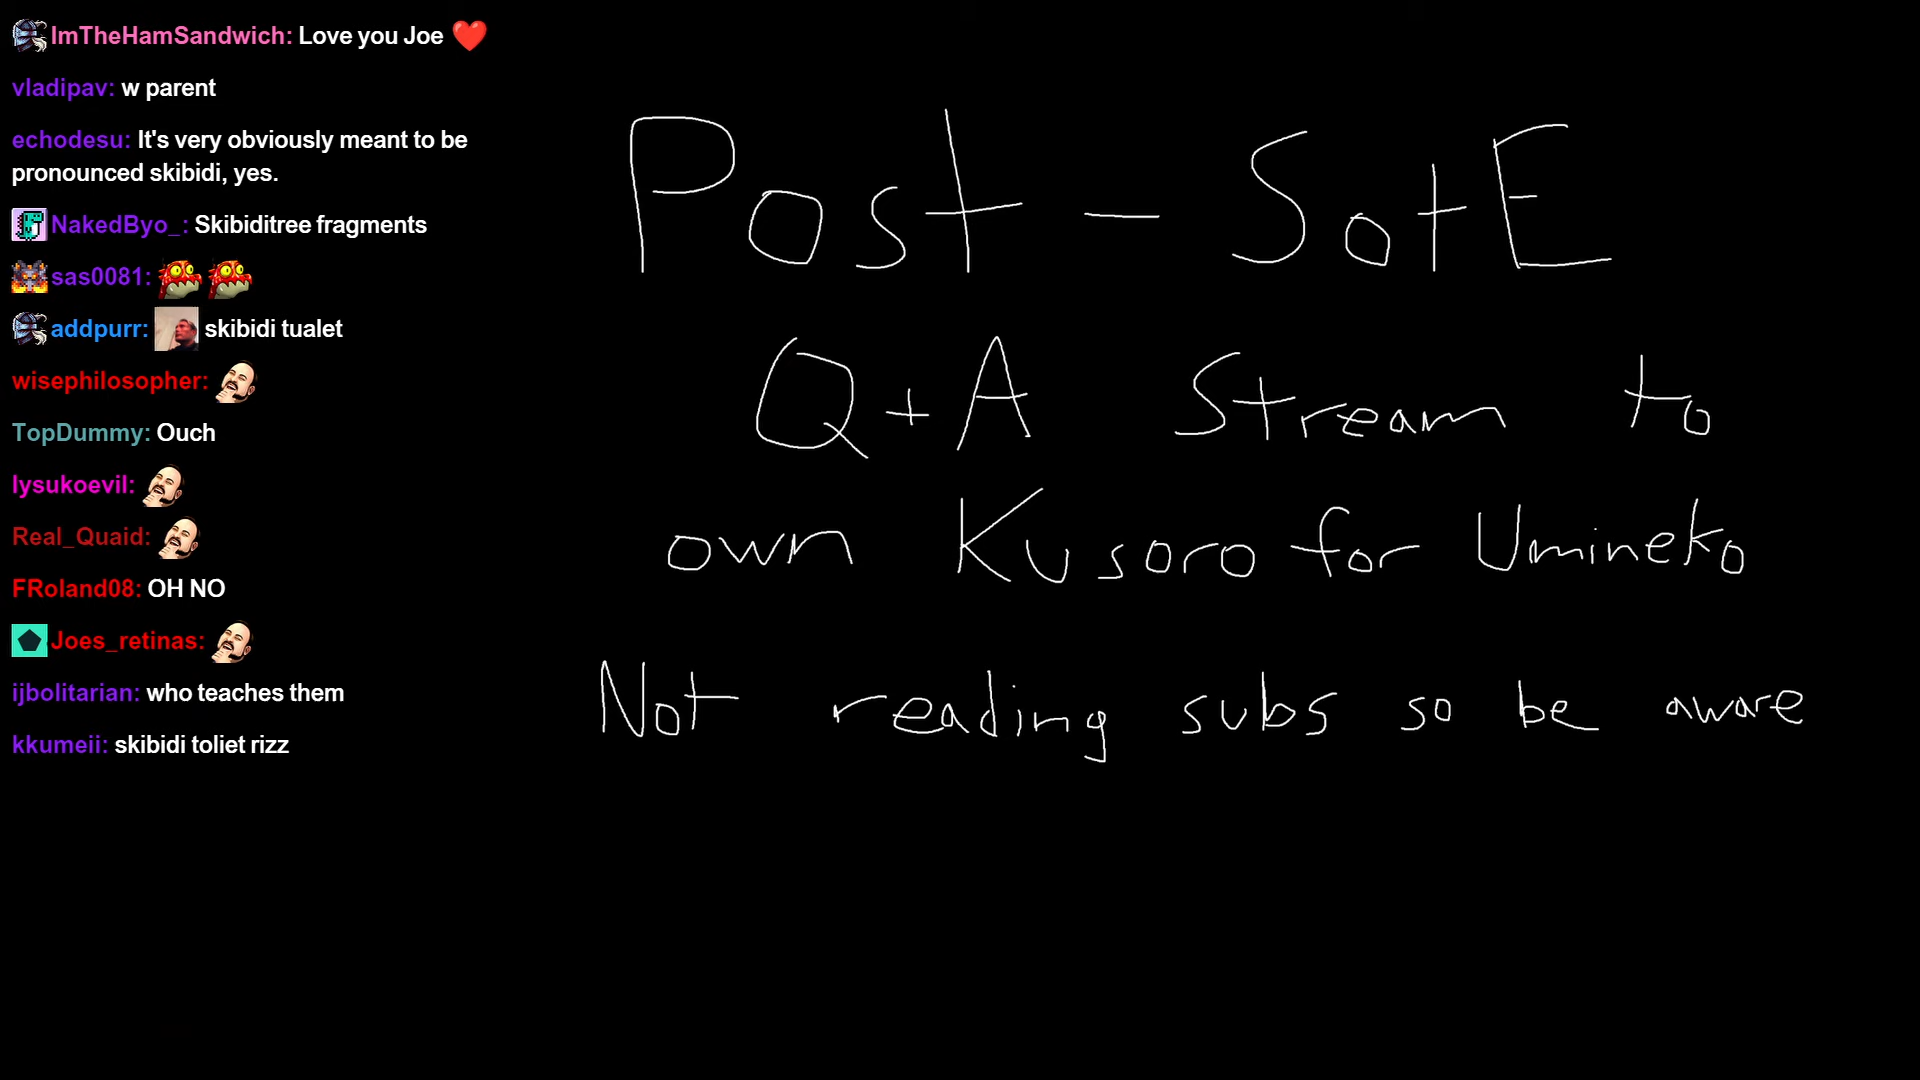 ImTheHamSandwich: Love you Joe ❤️
vladipav: w parent
echodesu: It's very obviously meant to be
pronounced skibidi, yes.
NakedByo_: Skibiditree fragments
sas0081:
addpurr: skibidi tualet
wisephilosopher:
TopDummy: Ouch
lysukoevil:
Real_Quaid:
FRoland08: OH NO
Joes_retinas:
ijbolitarian: who teaches them
kkumeii: skibidi toliet rizz
Post - SotE
Q+A Stream to
own Kusoro for Umineko
Not reading subs so be aware